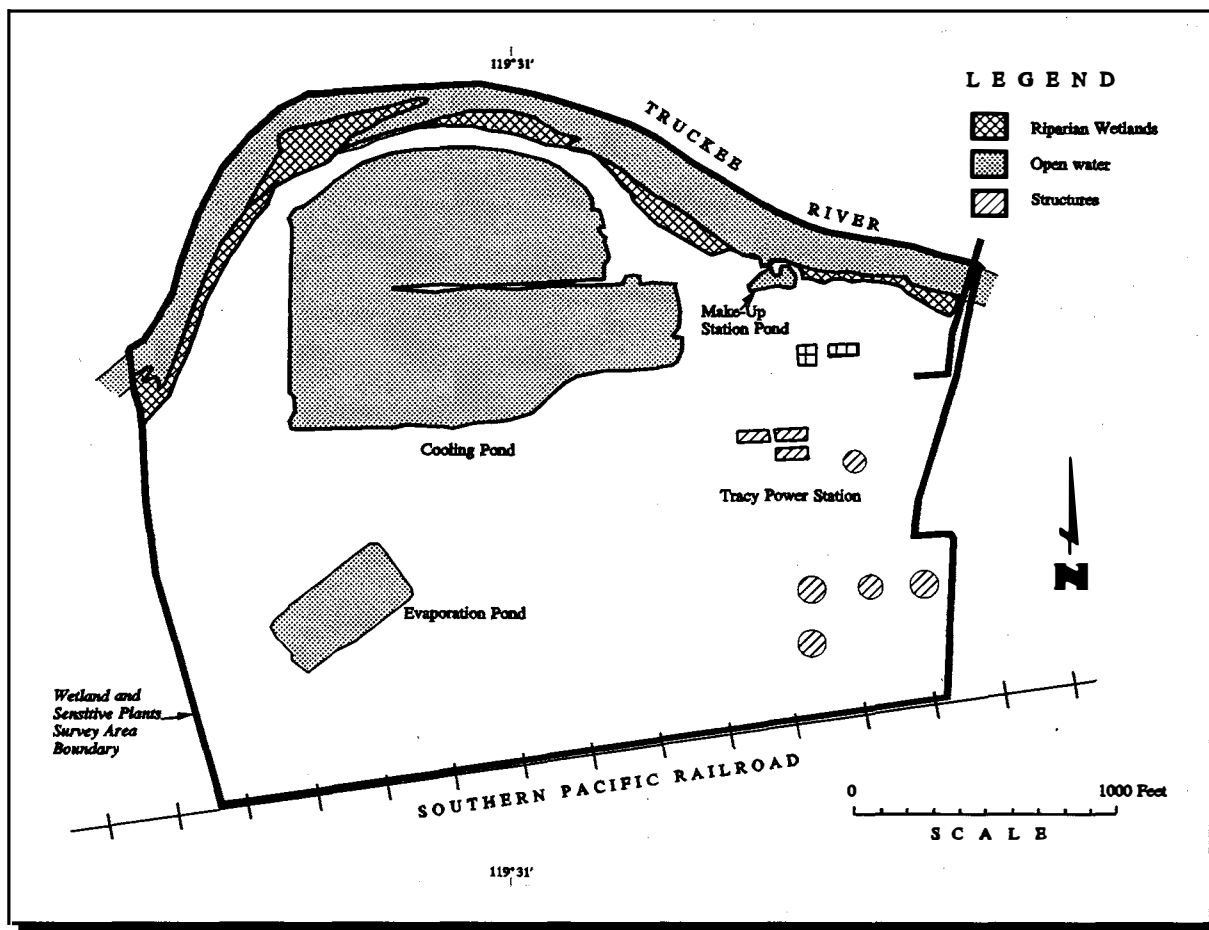 119°31'
LEGEND
Riparian Wetlands
Open water
Structures
TRUCKEE
RIVER
Make-Up
Station Pond
Cooling Pond
Tracy Power Station
Evaporation Pond
Wetland and
Sensitive Plants
Survey Area
Boundary
N
SOUTHERN PACIFIC RAILROAD
0 1000 Feet
SCALE
119°31'